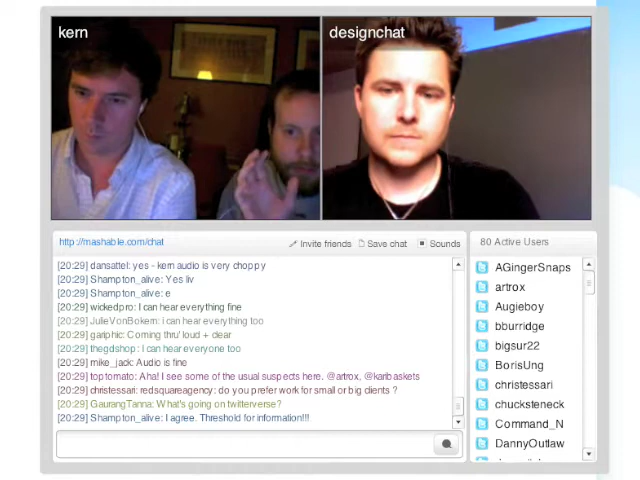 kern
designchat
http://mashable.com/chat
Invite friends
Save chat
Sounds
80 Active Users
[20:29] dansattel: yes - kern audio is very choppy
[20:29] Shampton_alive: Yes liv
[20:29] Shampton_alive: e
[20:29] wickedpro: I can hear everything fine
[20:29] JulieVonBokern: i can hear everything too
[20:29] gariphic: Coming thru' loud + clear
[20:29] thegdshop: I can hear everyone too
[20:29] mike_jack: Audio is fine
[20:29] toptomato: Aha! I see some of the usual suspects here. @artrox, @karibaskets
[20:29] christessari: redsquareagency: do you prefer work for small or big clients ?
[20:29] GaurangTanna: What's going on twitterverse?
[20:29] Shampton_alive: I agree. Threshold for information!!!
AGingerSnaps
artrox
Augieboy
bburridge
bigsur22
BorisUng
christessari
chucksteneck
Command_N
DannyOutlaw